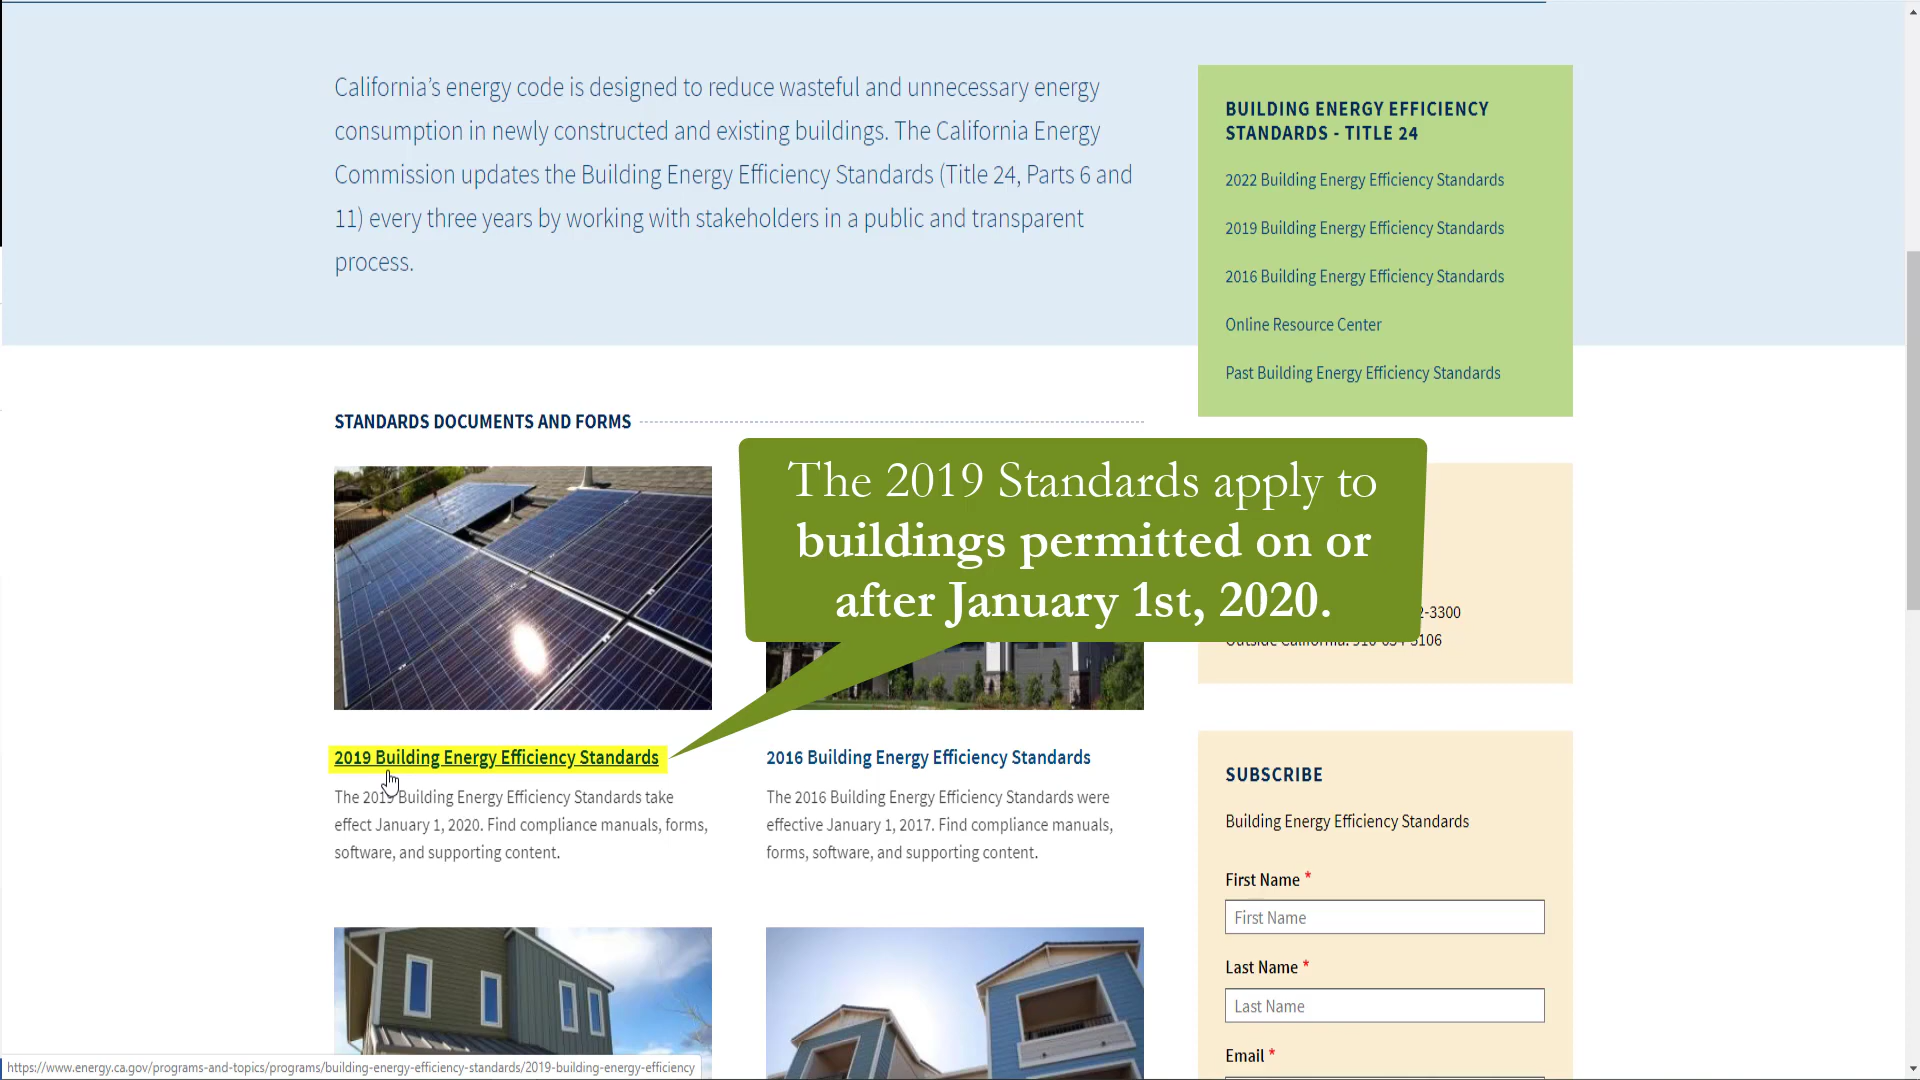 California’s energy code is designed to reduce wasteful and unnecessary energy
consumption in newly constructed and existing buildings. The California Energy
Commission updates the Building Energy Efficiency Standards (Title 24, Parts 6 and
11) every three years by working with stakeholders in a public and transparent
process.
BUILDING ENERGY EFFICIENCY
STANDARDS - TITLE 24
2022 Building Energy Efficiency Standards
2019 Building Energy Efficiency Standards
2016 Building Energy Efficiency Standards
Online Resource Center
Past Building Energy Efficiency Standards
STANDARDS DOCUMENTS AND FORMS
The 2019 Standards apply to
buildings permitted on or
after January 1st, 2020.
2-3300
3106
2019 Building Energy Efficiency Standards
The 2019 Building Energy Efficiency Standards take
effect January 1, 2020. Find compliance manuals, forms,
software, and supporting content.
2016 Building Energy Efficiency Standards
The 2016 Building Energy Efficiency Standards were
effective January 1, 2017. Find compliance manuals,
forms, software, and supporting content.
SUBSCRIBE
Building Energy Efficiency Standards
First Name *
First Name
Last Name *
Last Name
Email *
https://www.energy.ca.gov/programs-and-topics/programs/building-energy-efficiency-standards/2019-building-energy-efficiency